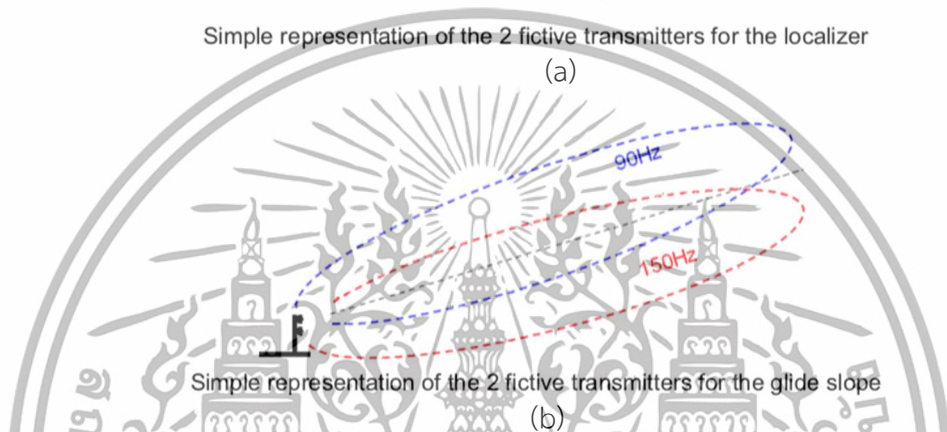 Simple representation of the 2 fictive transmitters for the localizer
(a)
90Hz
150Hz
Simple representation of the 2 fictive transmitters for the glide slope
(b)